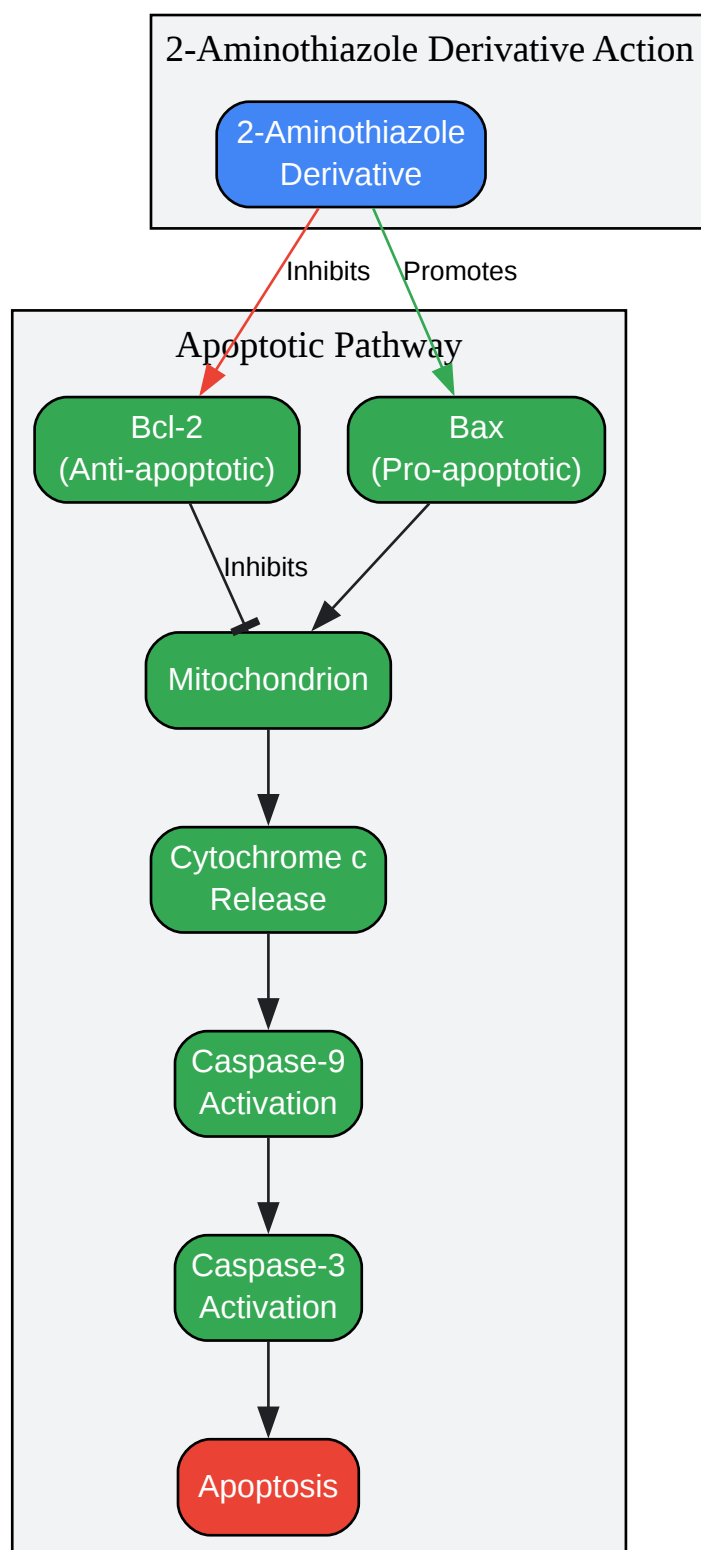 2-Aminothiazole Derivative Action
2-Aminothiazole
Derivative
Inhibits
Promotes
Apoptotic Pathway
Bcl-2
(Anti-apoptotic)
Bax
(Pro-apoptotic)
Inhibits
Mitochondrion
Cytochrome c
Release
Caspase-9
Activation
Caspase-3
Activation
Apoptosis